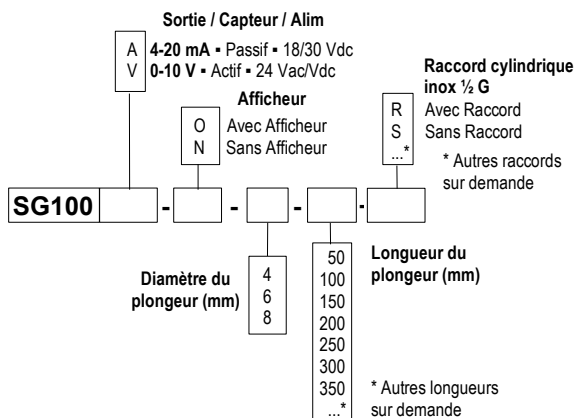 Sortie / Capteur / Alim
A 4-20 mA ▪ Passif ▪ 18/30 Vdc
V 0-10 V ▪ Actif ▪ 24 Vac/Vdc
Afficheur
O Avec Afficheur
N Sans Afficheur
Raccord cylindrique
inox ½ G
R Avec Raccord
S Sans Raccord
...*
* Autres raccords
sur demande
SG100 - - - -
Diamètre du
plongeur (mm)
4
6
8
50
100
150
200
250
300
350
...*
Longueur du
plongeur (mm)
* Autres longueurs
sur demande